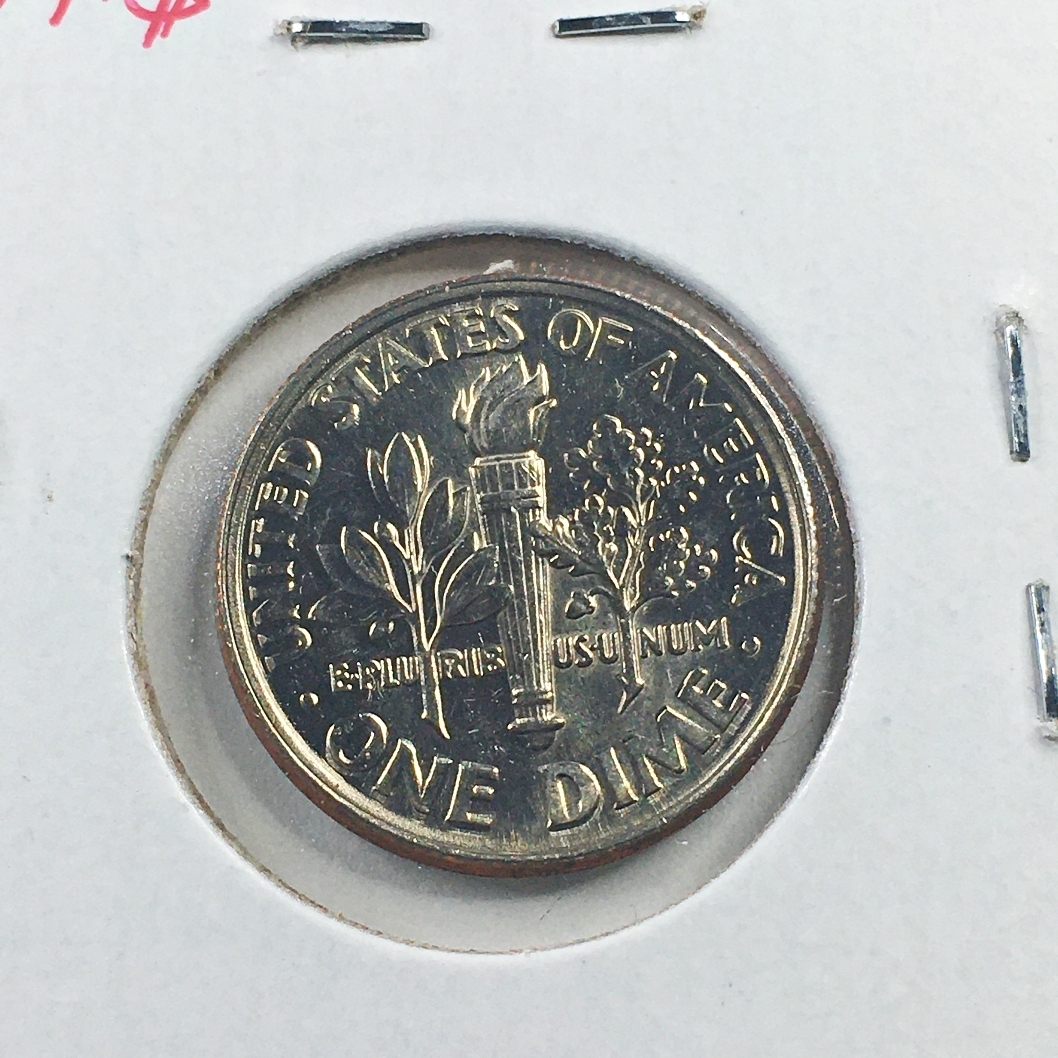 UNITED STATES OF AMERICA
E·PLURIBUS·UNUM
· ONE DIME ·